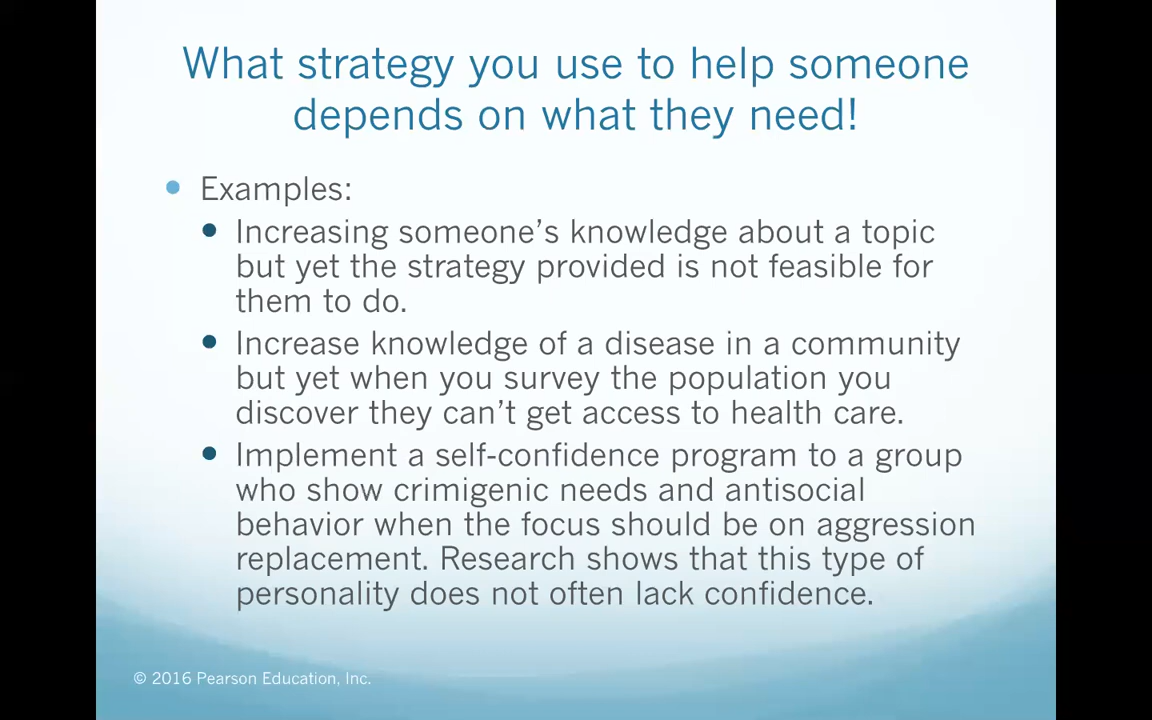 What strategy you use to help someone
depends on what they need!
Examples:
Increasing someone's knowledge about a topic
but yet the strategy provided is not feasible for
them to do.
Increase knowledge of a disease in a community
but yet when you survey the population you
discover they can't get access to health care.
Implement a self-confidence program to a group
who show crimigenic needs and antisocial
behavior when the focus should be on aggression
replacement. Research shows that this type of
personality does not often lack confidence.
© 2016 Pearson Education, Inc.